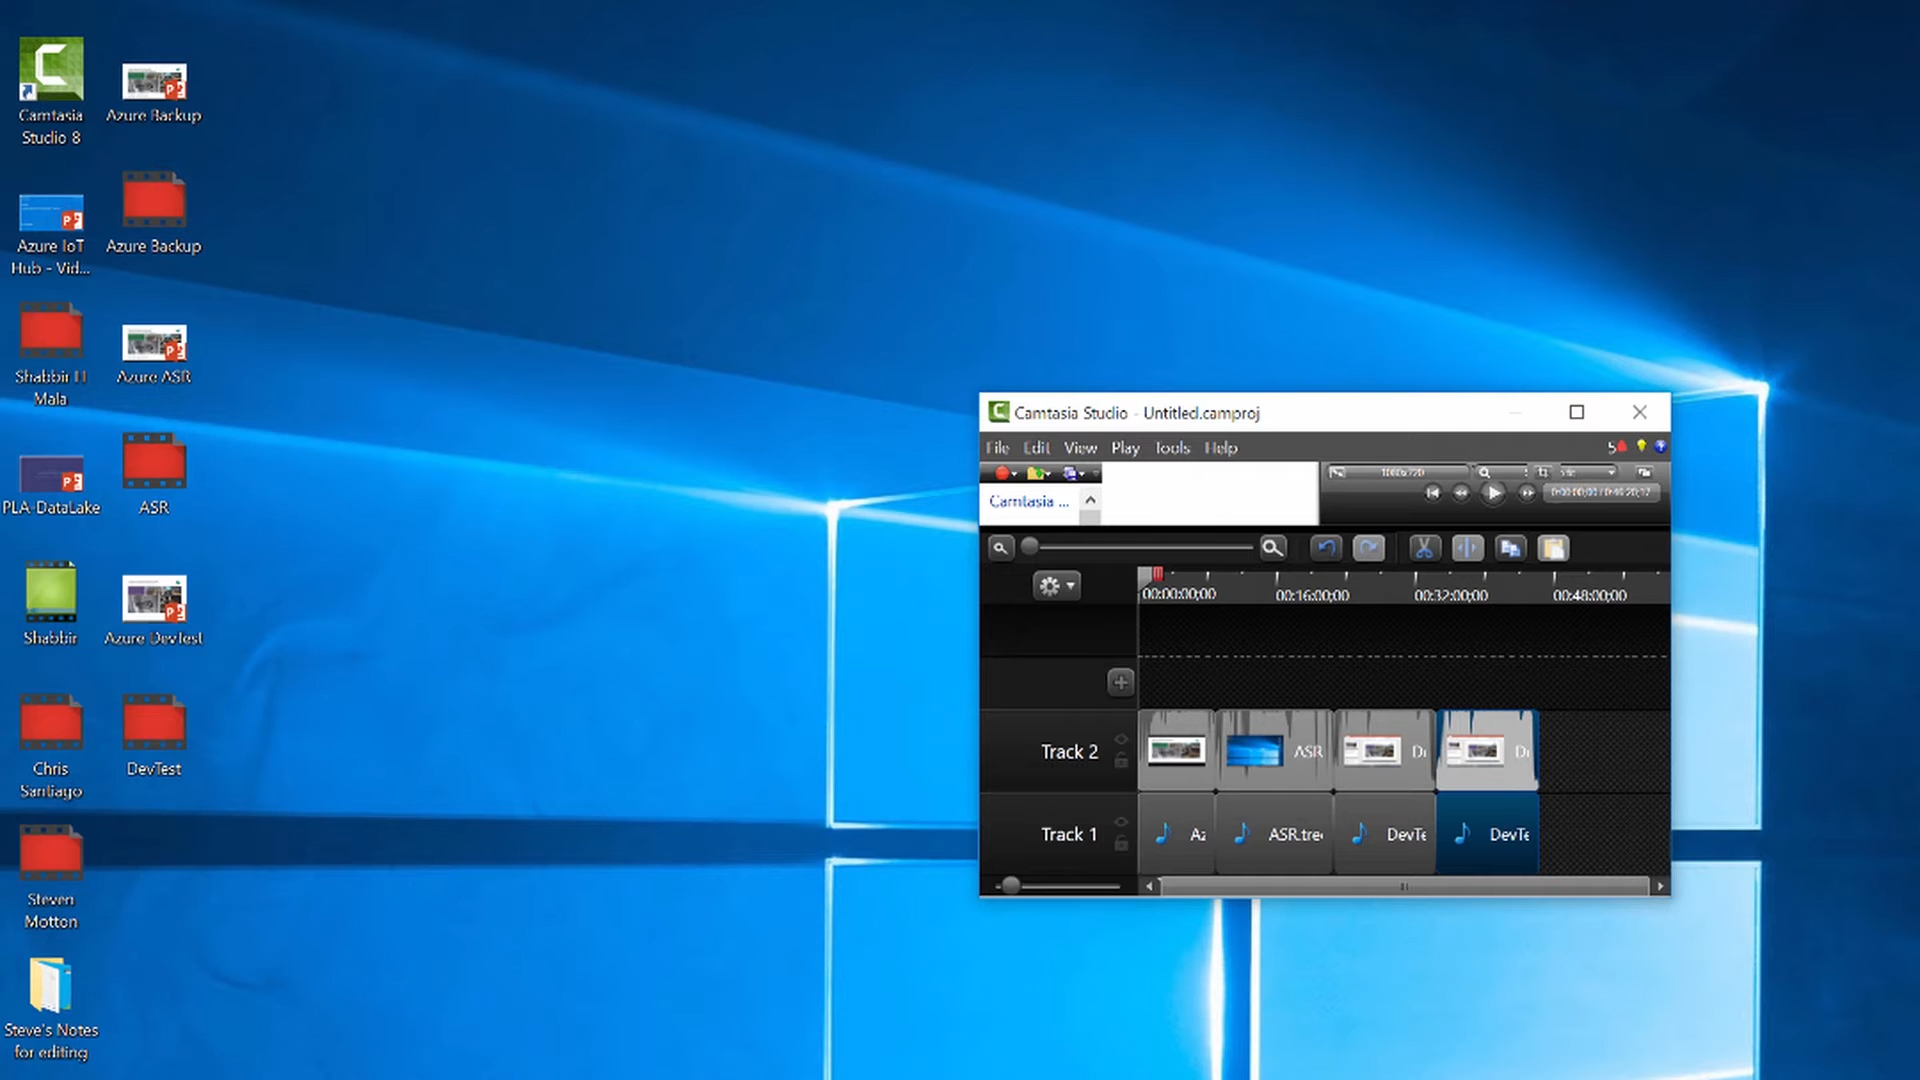 Camtasia
Studio 8
Azure Backup
Azure IoT
Hub - Vid...
Azure Backup
Shabbir H
Mala
Azure ASR
PLA-DataLake
ASR
Shabbir
Azure DevTest
Chris
Santiago
DevTest
Steven
Motton
Steve's Notes
for editing
Camtasia Studio - Untitled.camproj
File Edit View Play Tools Help
5
Camtasia ...
00:00:00;00 00:16:00;00 00:32:00;00 00:48:00;00
Track 2
ASR
Track 1
Az
ASR.tre
DevTe
DevTe